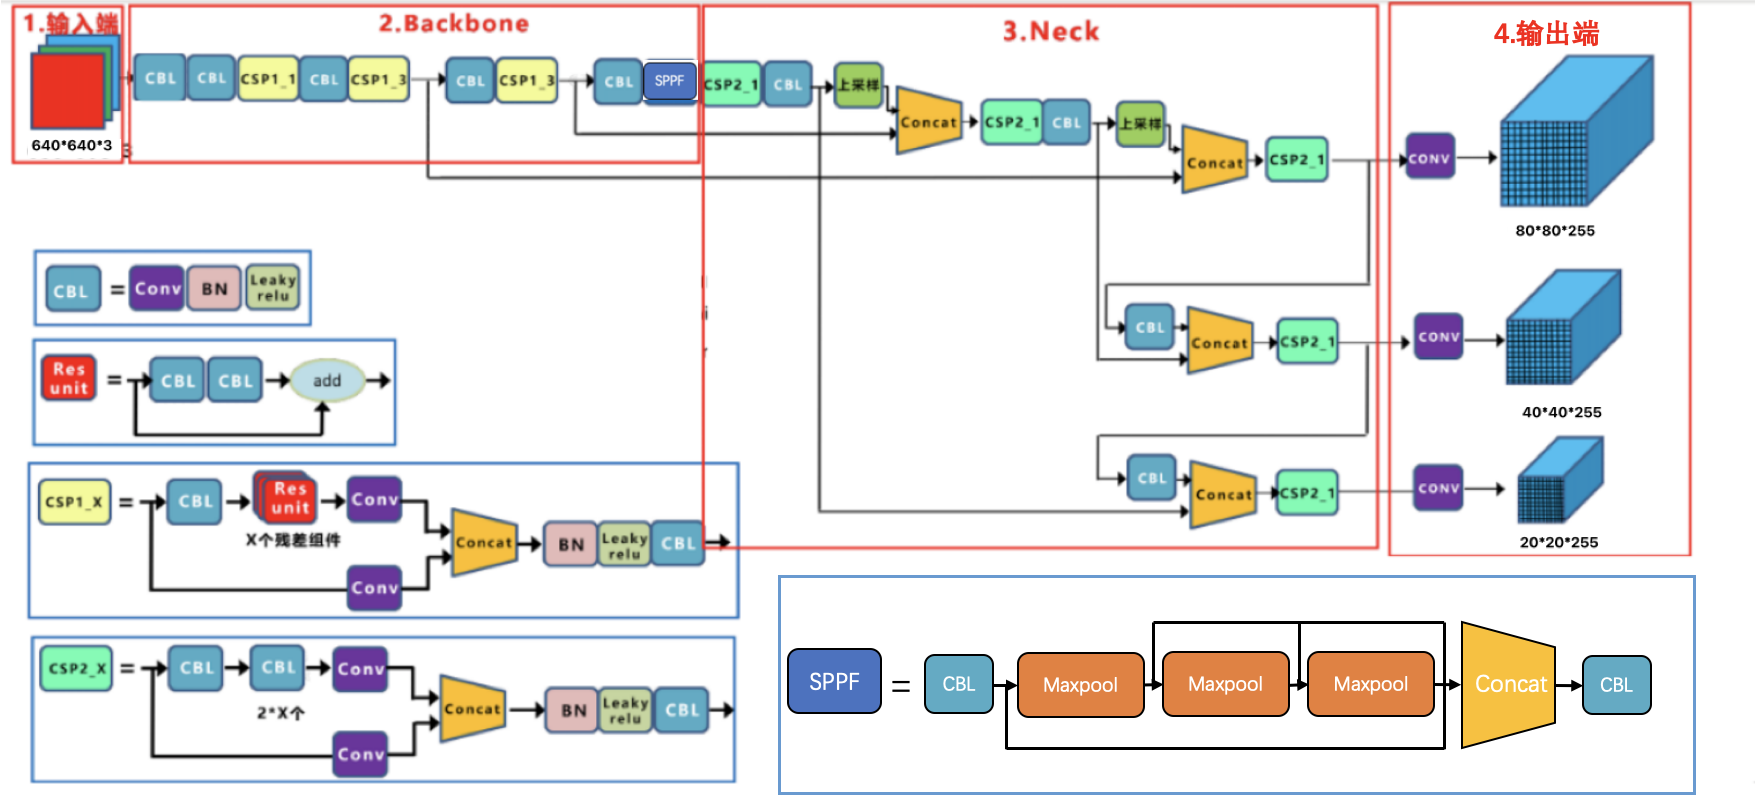 1.输入端
2.Backbone
3.Neck
4.输出端
640*640*3
CBL CBL CSP1_1 CBL CSP1_3 CBL CSP1_3 CBL SPPF
CSP2_1 CBL 上采样 Concat CSP2_1 CBL 上采样 Concat CSP2_1
CONV
80*80*255
CBL Concat CSP2_1 CONV
40*40*255
CBL Concat CSP2_1 CONV
20*20*255
CBL = Conv BN Leaky
relu
Res
unit = CBL CBL add
CSP1_X = CBL Res
unit Conv
X个残差组件
Concat BN Leaky
relu CBL
Conv
CSP2_X = CBL CBL Conv
2*X个
Concat BN Leaky
relu CBL
Conv
SPPF = CBL Maxpool Maxpool Maxpool Concat CBL